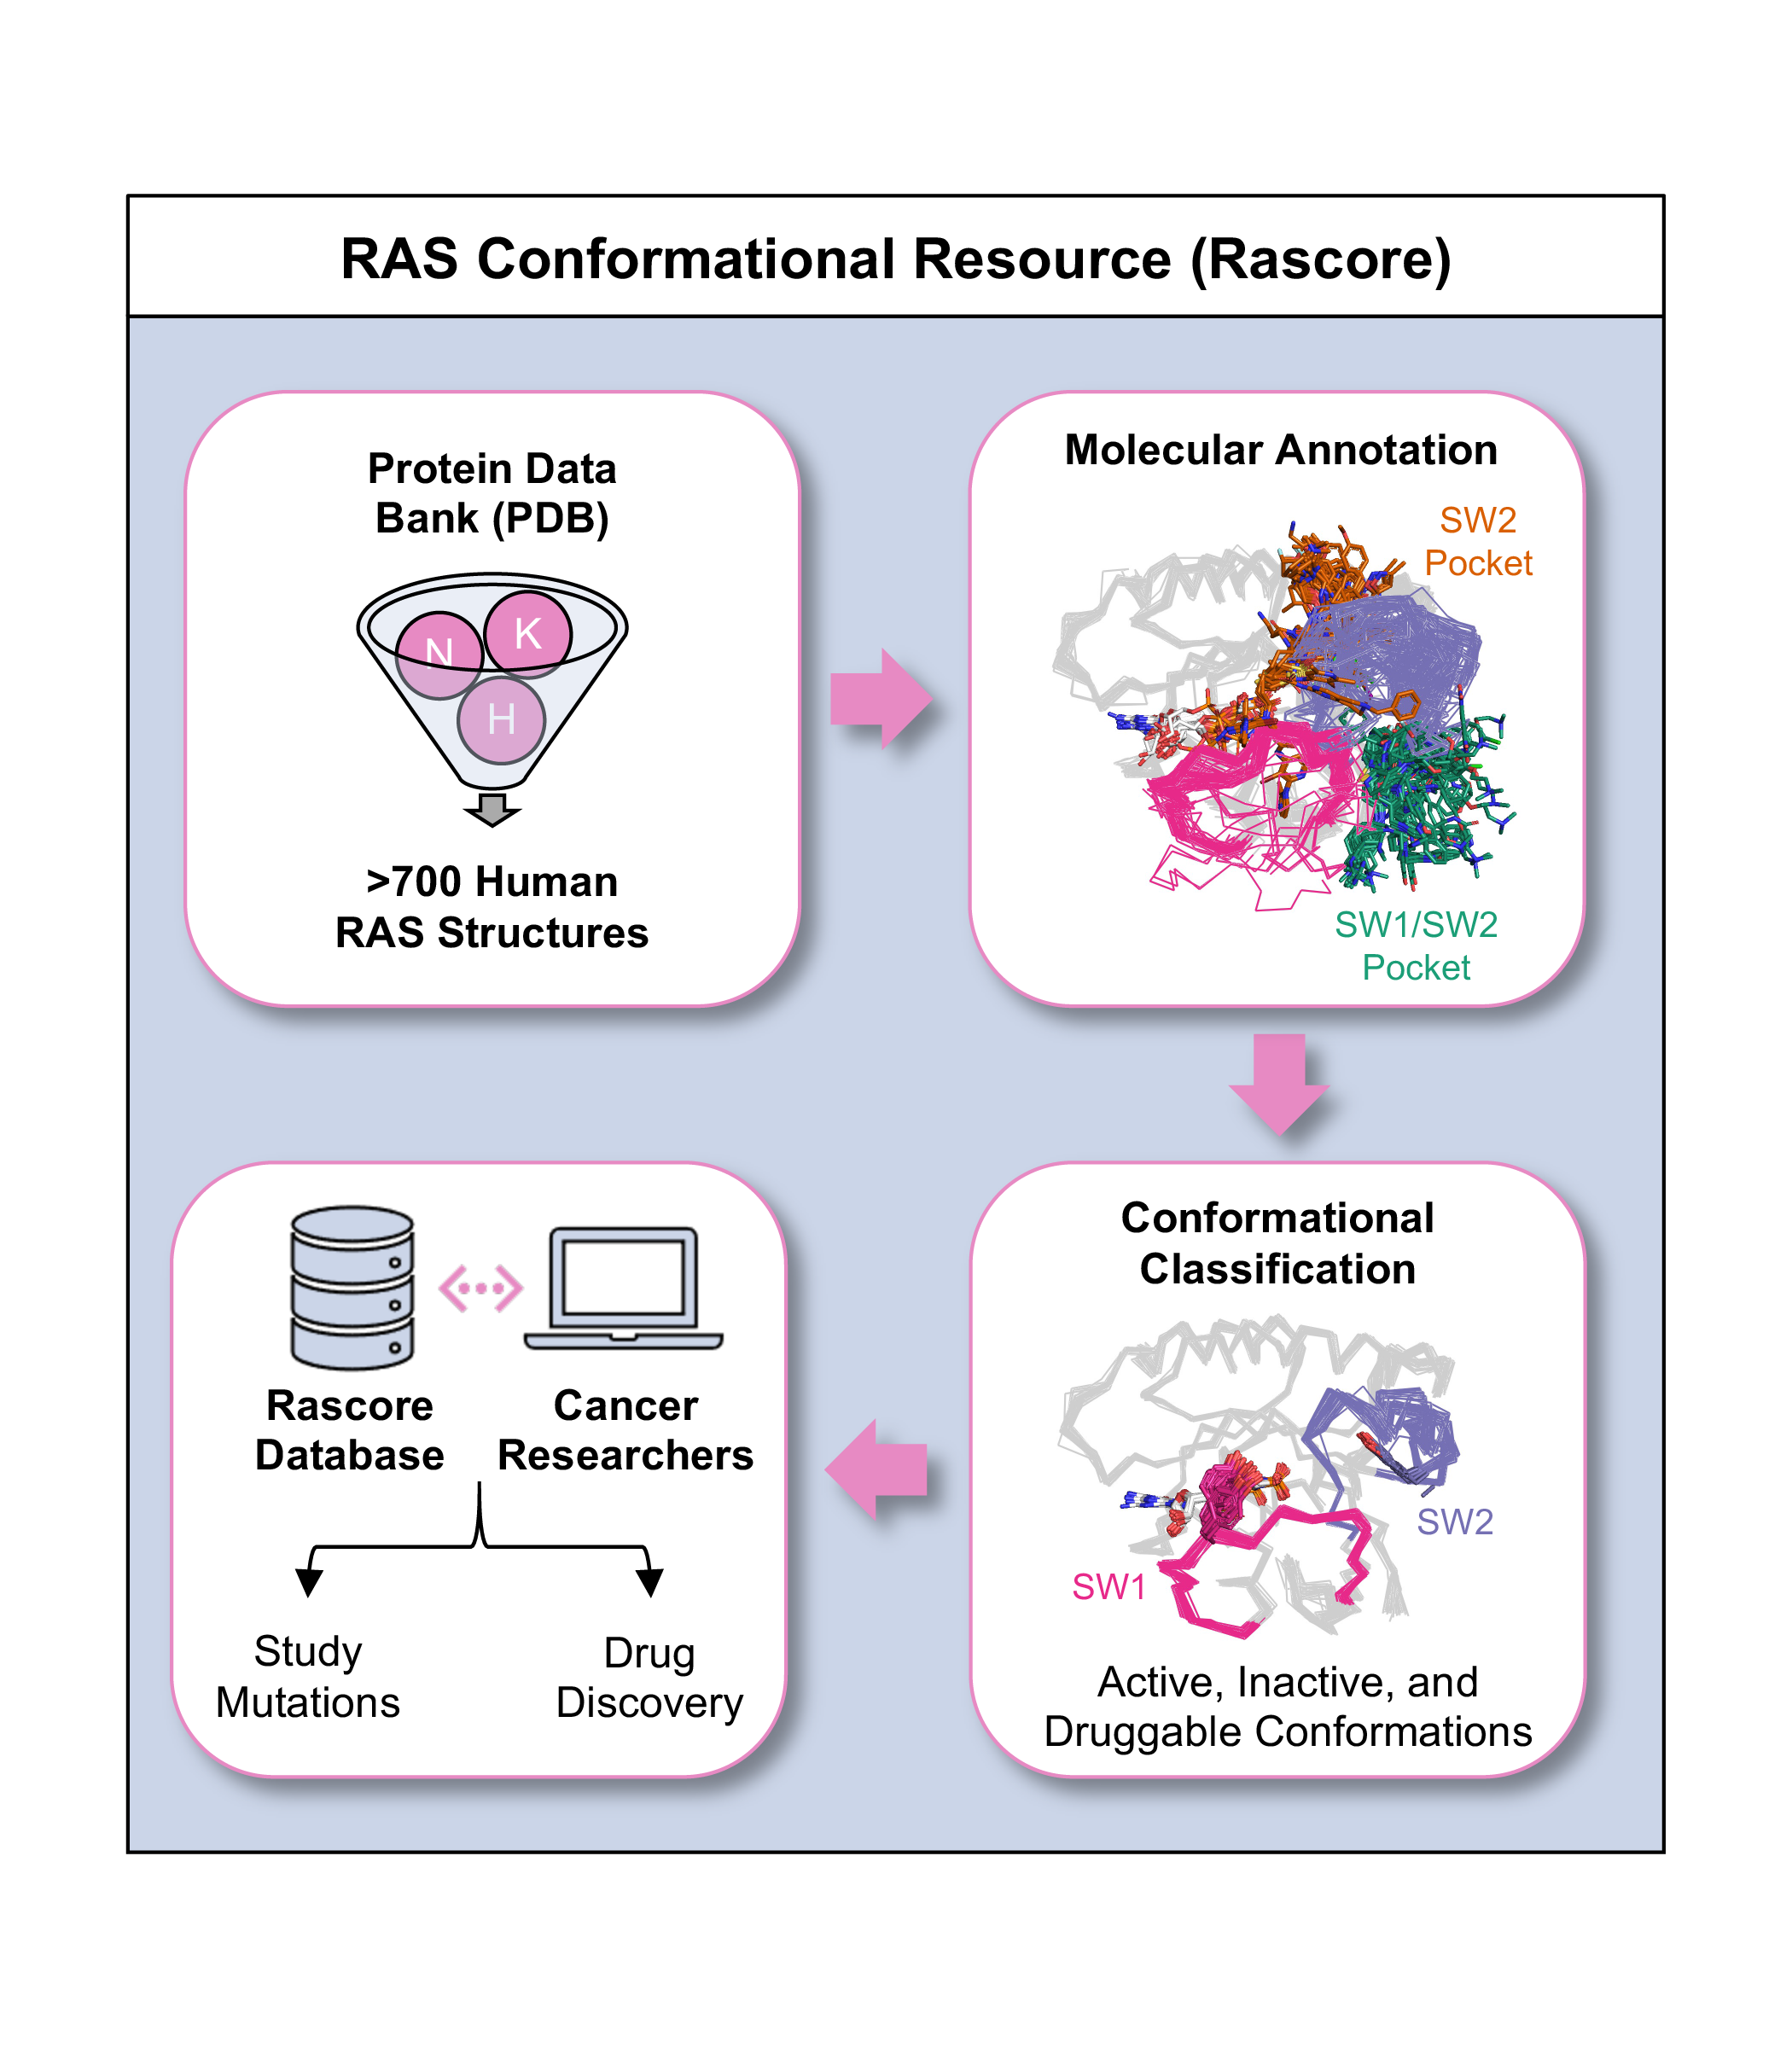 RAS Conformational Resource (Rascore)
Protein Data
Bank (PDB)
N
K
H
>700 Human
RAS Structures
Molecular Annotation
SW2
Pocket
SW1/SW2
Pocket
Conformational
Classification
SW2
SW1
Active, Inactive, and
Druggable Conformations
Rascore
Database
Cancer
Researchers
Study
Mutations
Drug
Discovery